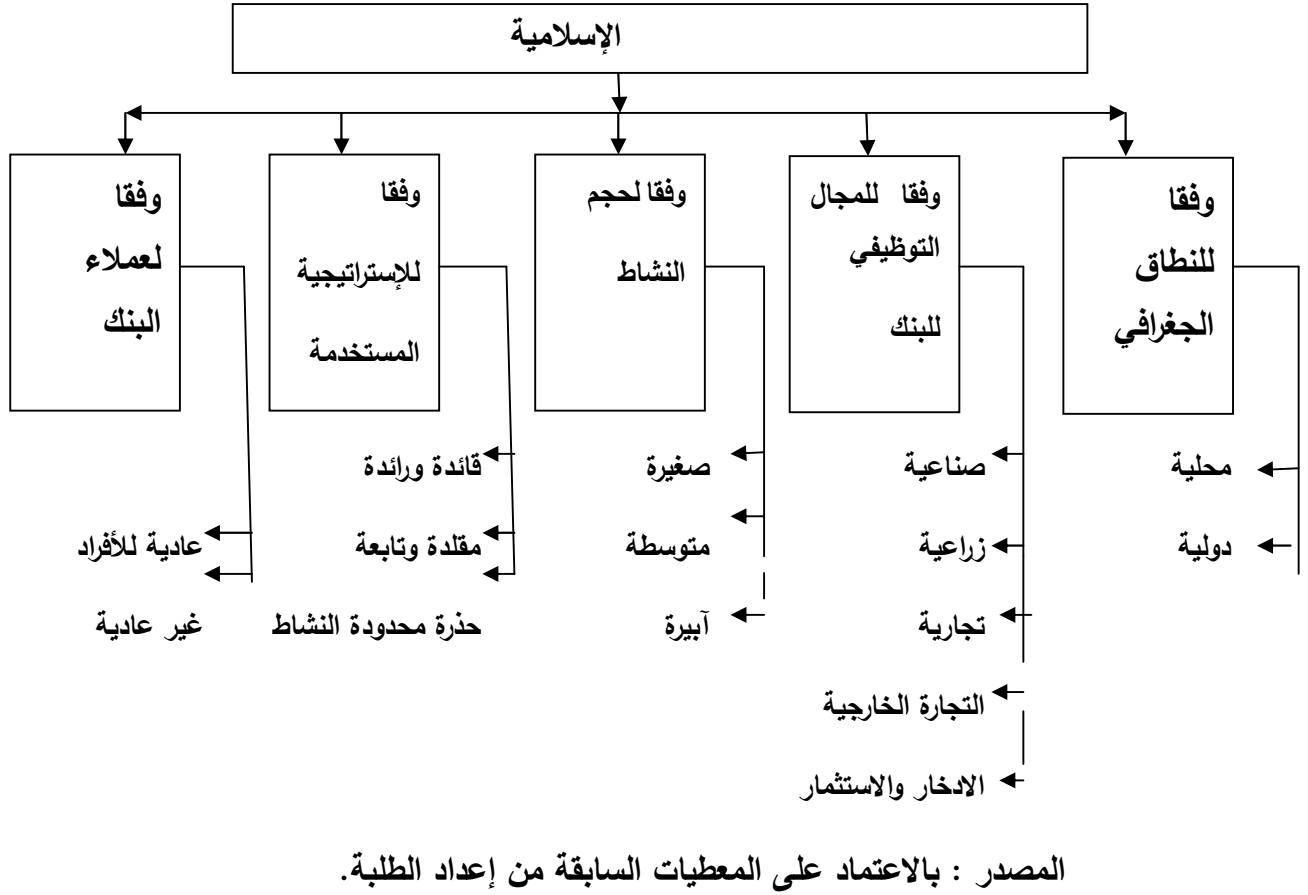 الإسلامية
وفقا
للنطاق
الجغرافي
محلية
دولية
وفقا للمجال
التوظيفي
للبنك
صناعية
زراعية
تجارية
التجارة الخارجية
الادخار والاستثمار
وفقا لحجم
النشاط
صغيرة
متوسطة
آبيرة
وفقا
للإستراتيجية
المستخدمة
قائدة ورائدة
مقلدة وتابعة
حذرة محدودة النشاط
وفقا
لعملاء
البنك
عادية للأفراد
غير عادية
المصدر : بالاعتماد على المعطيات السابقة من إعداد الطلبة.